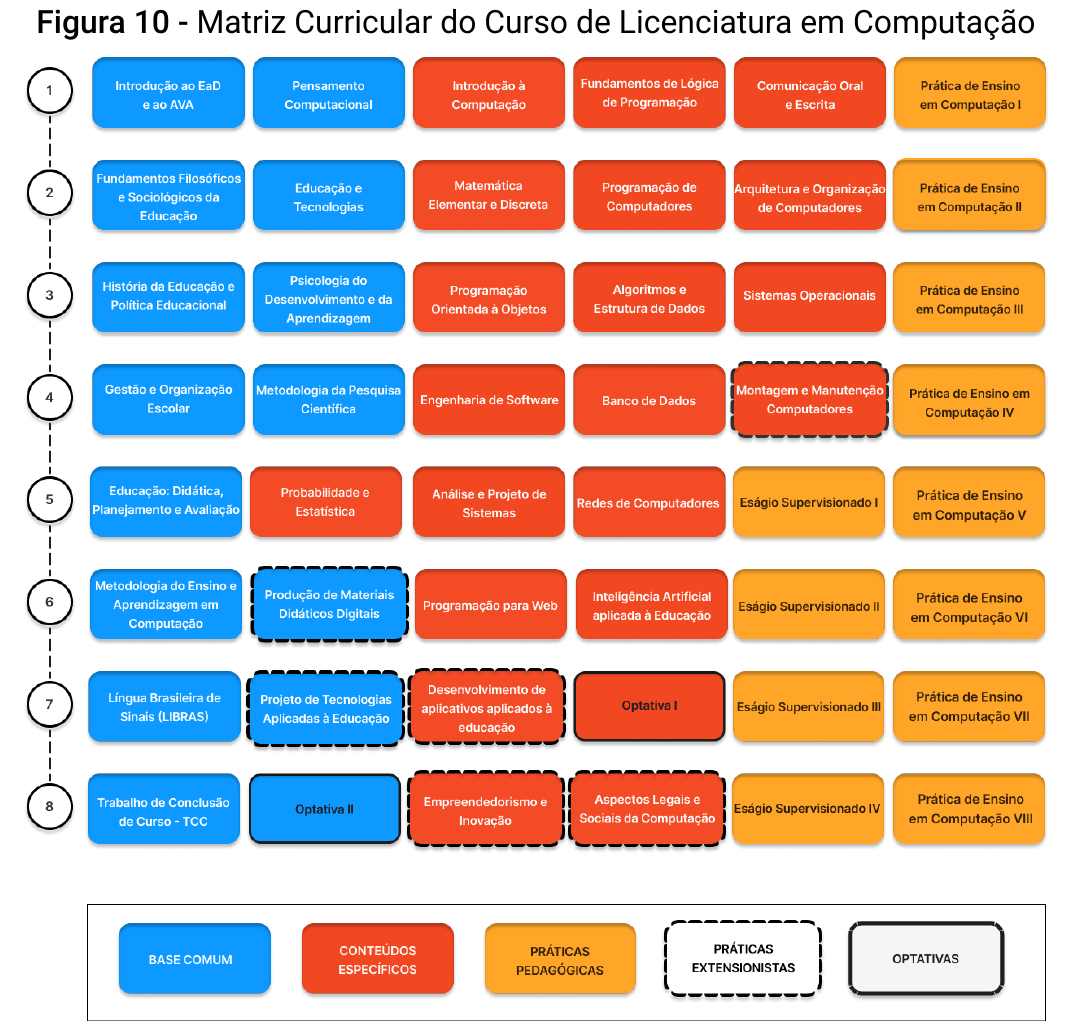 Figura 10 - Matriz Curricular do Curso de Licenciatura em Computação
1
Introdução ao EaD
e ao AVA
Pensamento
Computacional
Introdução à
Computação
Fundamentos de Lógica
de Programação
Comunicação Oral
e Escrita
Prática de Ensino
em Computação I
2
Fundamentos Filosóficos
e Sociológicos da
Educação
Educação e
Tecnologias
Matemática
Elementar e Discreta
Programação de
Computadores
Arquitetura e Organização
de Computadores
Prática de Ensino
em Computação II
3
História da Educação e
Política Educacional
Psicologia do
Desenvolvimento e da
Aprendizagem
Programação
Orientada à Objetos
Algoritmos e
Estrutura de Dados
Sistemas Operacionais
Prática de Ensino
em Computação III
4
Gestão e Organização
Escolar
Metodologia da Pesquisa
Científica
Engenharia de Software
Banco de Dados
Montagem e Manutenção
Computadores
Prática de Ensino em
Computação IV
5
Educação: Didática,
Planejamento e Avaliação
Probabilidade e
Estatística
Análise e Projeto de
Sistemas
Redes de Computadores
Eságio Supervisionado I
Prática de Ensino
em Computação V
6
Metodologia do Ensino e
Aprendizagem em
Computação
Produção de Materiais
Didáticos Digitais
Programação para Web
Inteligência Artificial
aplicada à Educação
Eságio Supervisionado II
Prática de Ensino
em Computação VI
7
Língua Brasileira de
Sinais (LIBRAS)
Projeto de Tecnologias
Aplicadas à Educação
Desenvolvimento de
aplicativos aplicados à
educação
Optativa I
Eságio Supervisionado III
Prática de Ensino
em Computação VII
8
Trabalho de Conclusão
de Curso - TCC
Optativa II
Empreendedorismo e
Inovação
Aspectos Legais e
Sociais da Computação
Eságio Supervisionado IV
Prática de Ensino
em Computação VIII
BASE COMUM
CONTEÚDOS
ESPECÍFICOS
PRÁTICAS
PEDAGÓGICAS
PRÁTICAS
EXTENSIONISTAS
OPTATIVAS